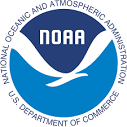 NATIONAL OCEANIC AND ATMOSPHERIC ADMINISTRATION
NOAA
U.S. DEPARTMENT OF COMMERCE